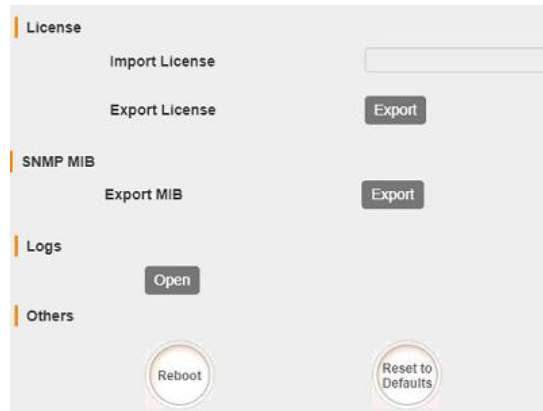 License
Import License
Export License Export
SNMP MIB
Export MIB Export
Logs
Open
Others
Reboot Reset to
Defaults